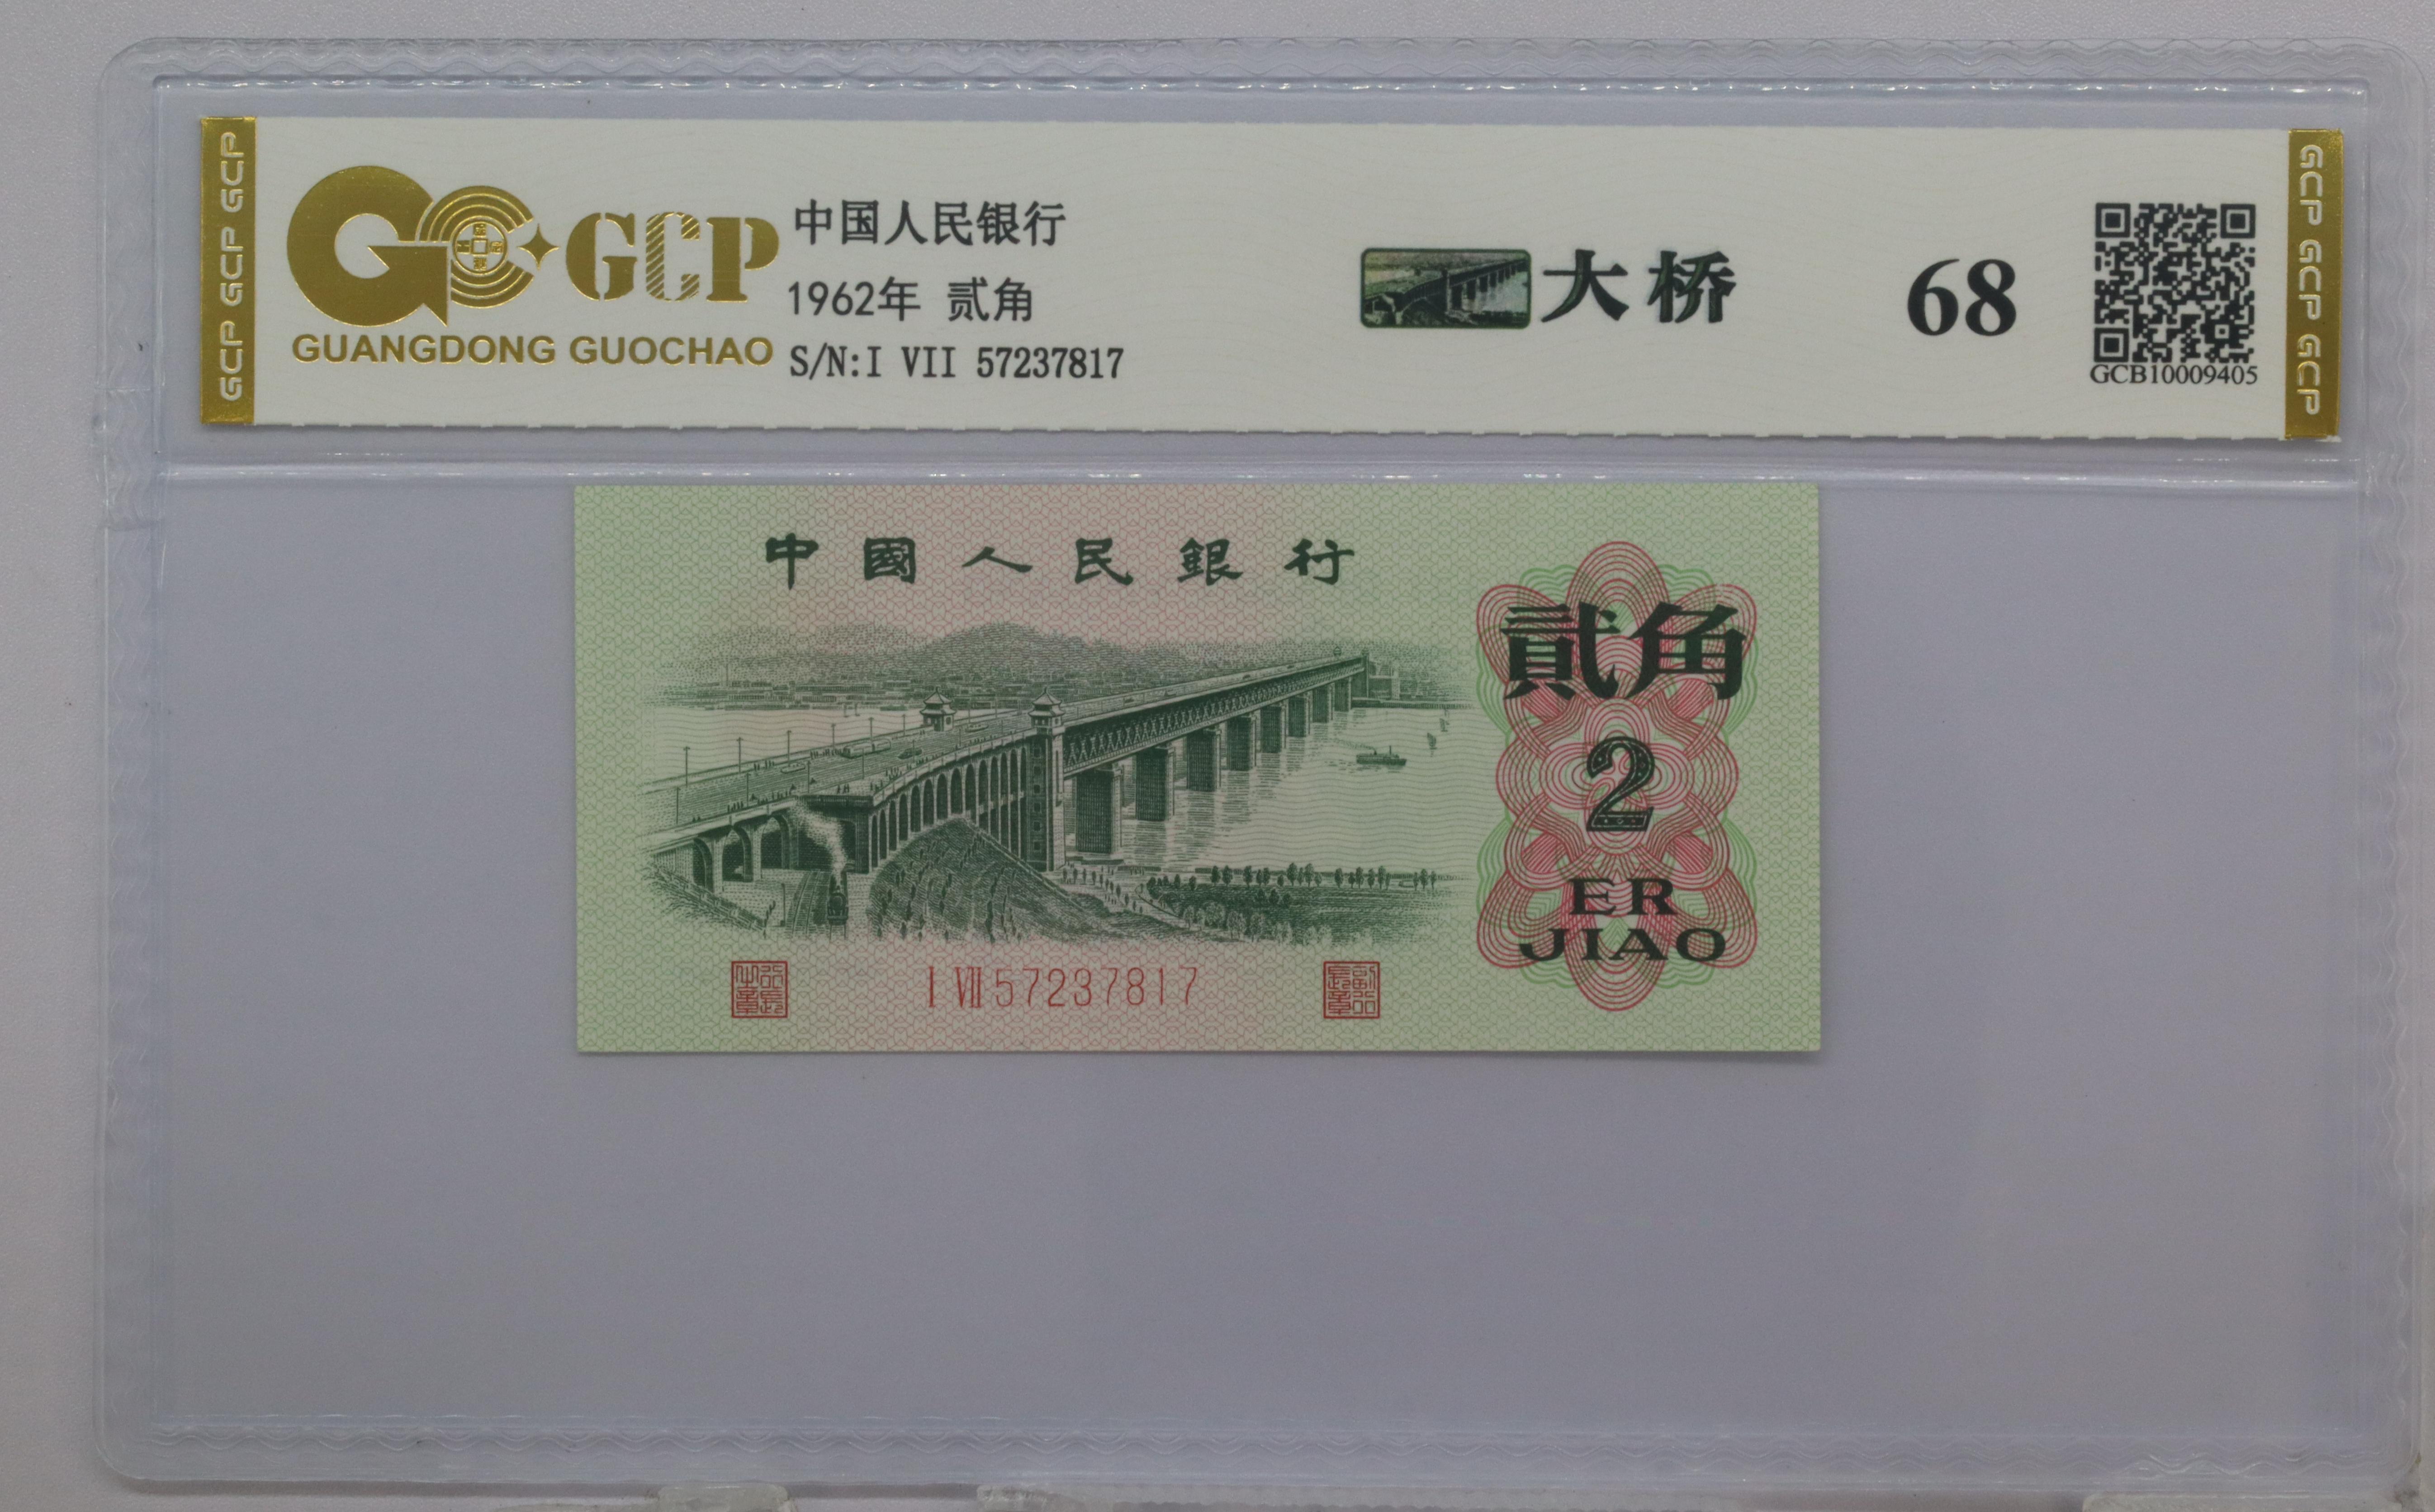 GCP GCP GCP
GCP
GUANGDONG GUOCHAO
中国人民银行
1962年 贰角
S/N:I VII 57237817
大桥
68
GCB10009405
GCP GCP GCP
中國人民銀行
貳角
2
ER
JIAO
I VII 57237817